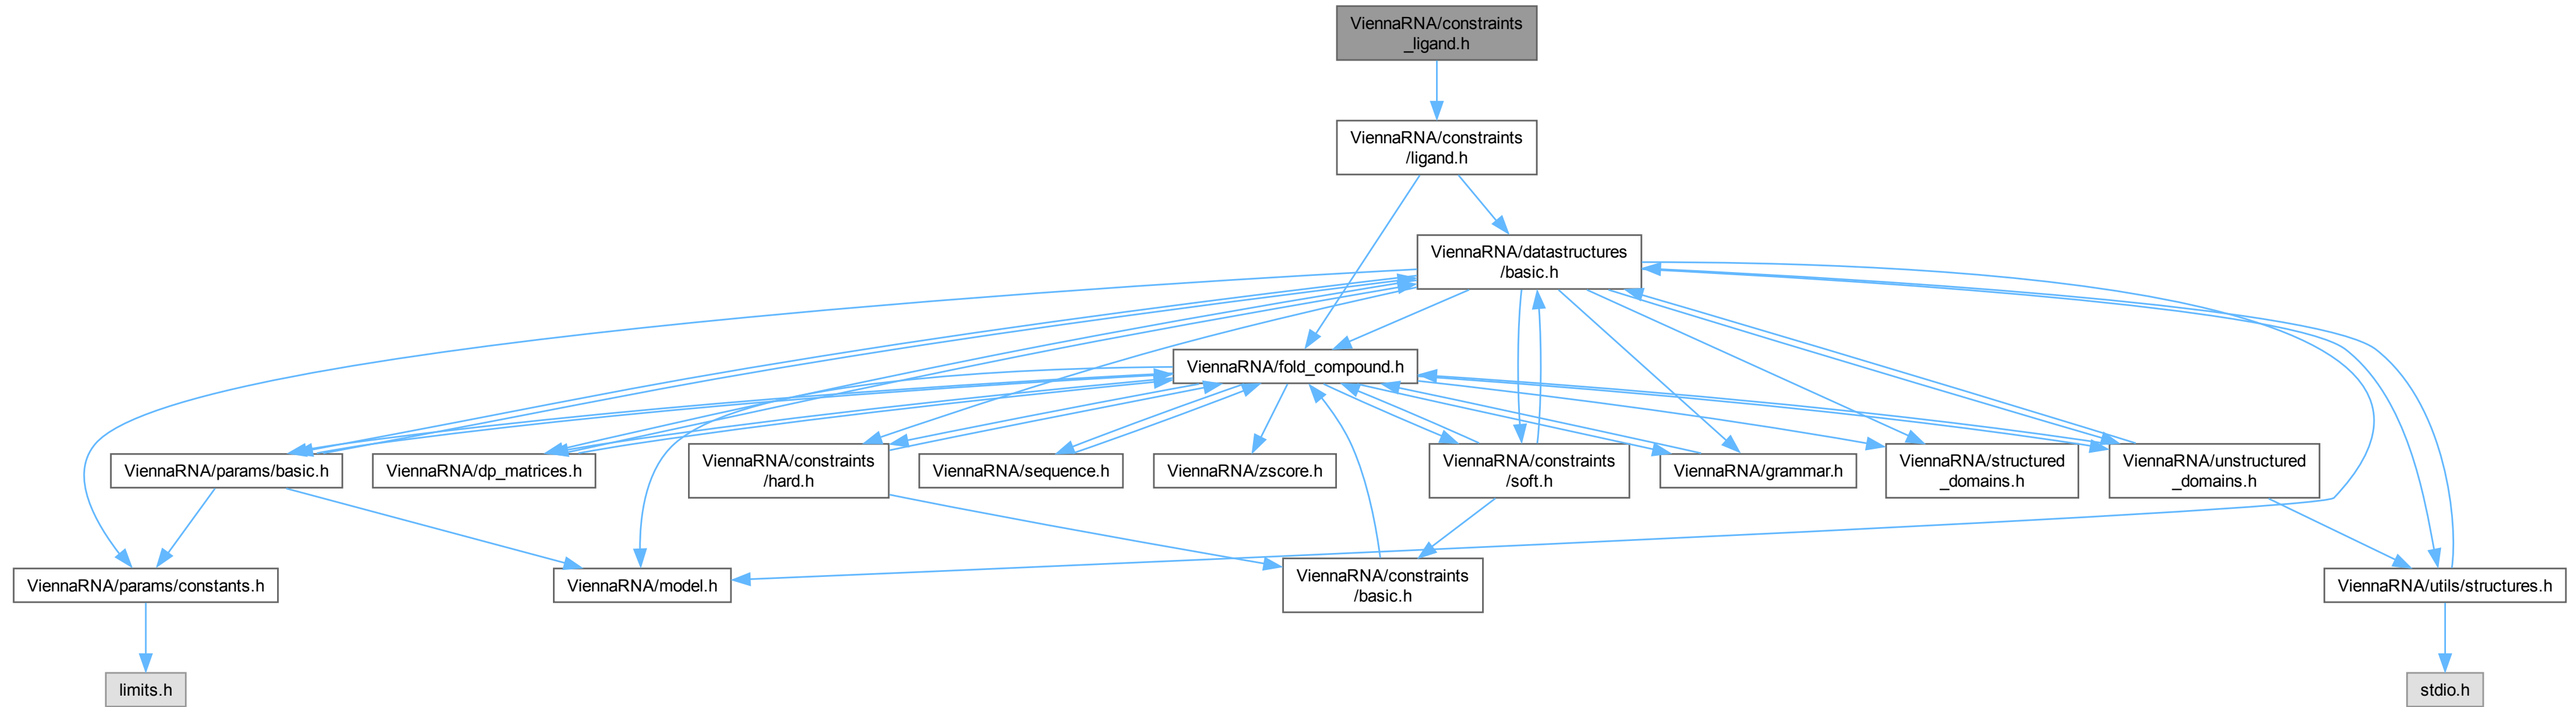 ViennaRNA/constraints
_ligand.h
ViennaRNA/constraints
/ligand.h
ViennaRNA/datastructures
/basic.h
ViennaRNA/fold_compound.h
ViennaRNA/params/basic.h
ViennaRNA/dp_matrices.h
ViennaRNA/constraints
/hard.h
ViennaRNA/sequence.h
ViennaRNA/zscore.h
ViennaRNA/constraints
/soft.h
ViennaRNA/grammar.h
ViennaRNA/structured
_domains.h
ViennaRNA/unstructured
_domains.h
ViennaRNA/params/constants.h
ViennaRNA/model.h
ViennaRNA/constraints
/basic.h
ViennaRNA/utils/structures.h
limits.h
stdio.h